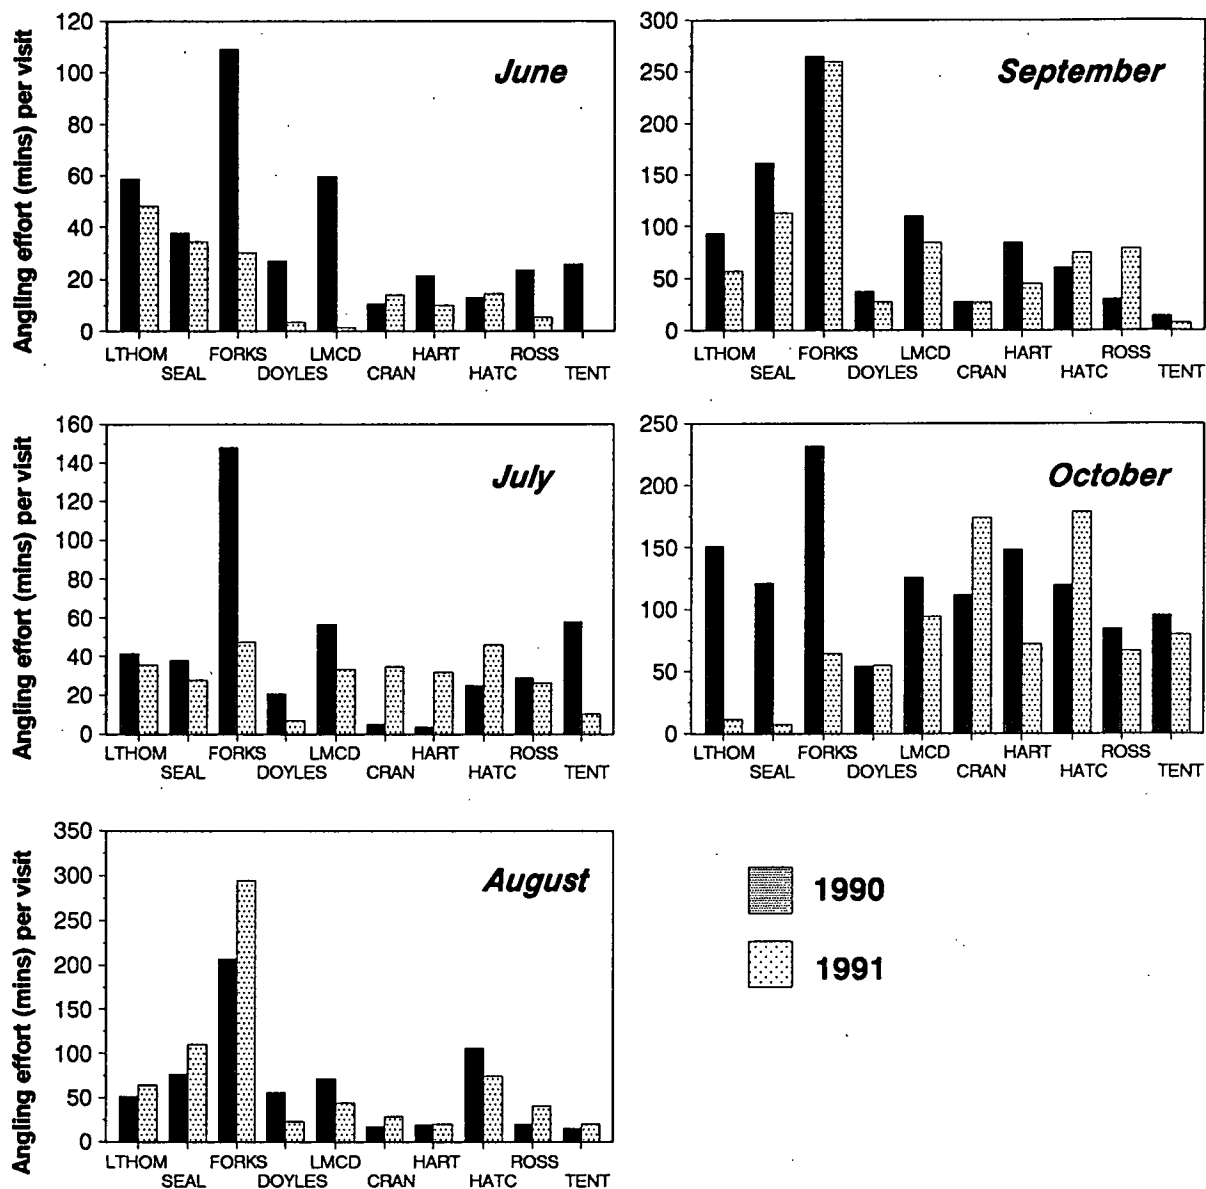 Angling effort (mins) per visit
120
100
80
60
40
20
0
June
LTHOM FORKS LMCD HART ROSS
SEAL DOYLES CRAN HATC TENT
300
250
200
150
100
50
0
September
LTHOM FORKS LMCD HART ROSS
SEAL DOYLES CRAN HATC TENT
Angling effort (mins) per visit
160
140
120
100
80
60
40
20
0
July
LTHOM FORKS LMCD HART ROSS
SEAL DOYLES CRAN HATC TENT
250
200
150
100
50
0
October
LTHOM FORKS LMCD HART ROSS
SEAL DOYLES CRAN HATC TENT
Angling effort (mins) per visit
350
300
250
200
150
100
50
0
August
LTHOM FORKS LMCD HART ROSS
SEAL DOYLES CRAN HATC TENT
1990
1991